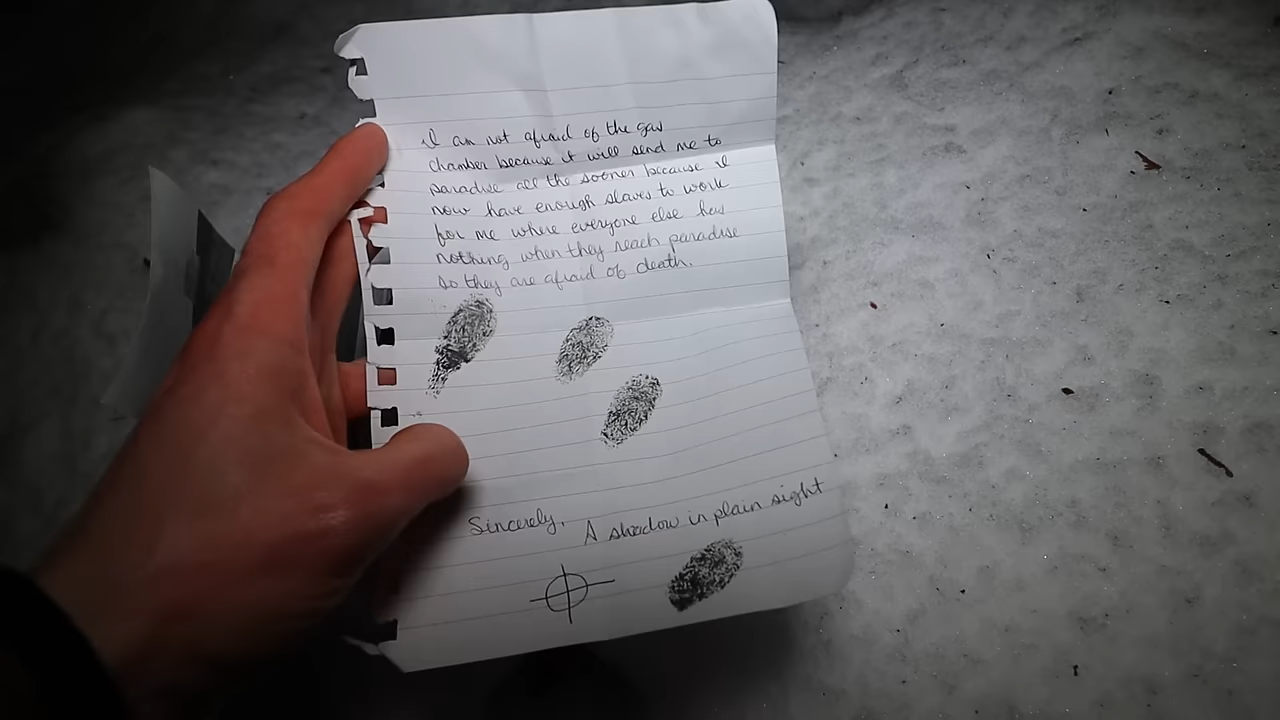 I am not afraid of the gas
chamber because it will send me to
paradise all the sooner because I
now have enough slaves to work
for me where everyone else has
nothing when they reach paradise
so they are afraid of death.
Sincerely, A shadow in plain sight